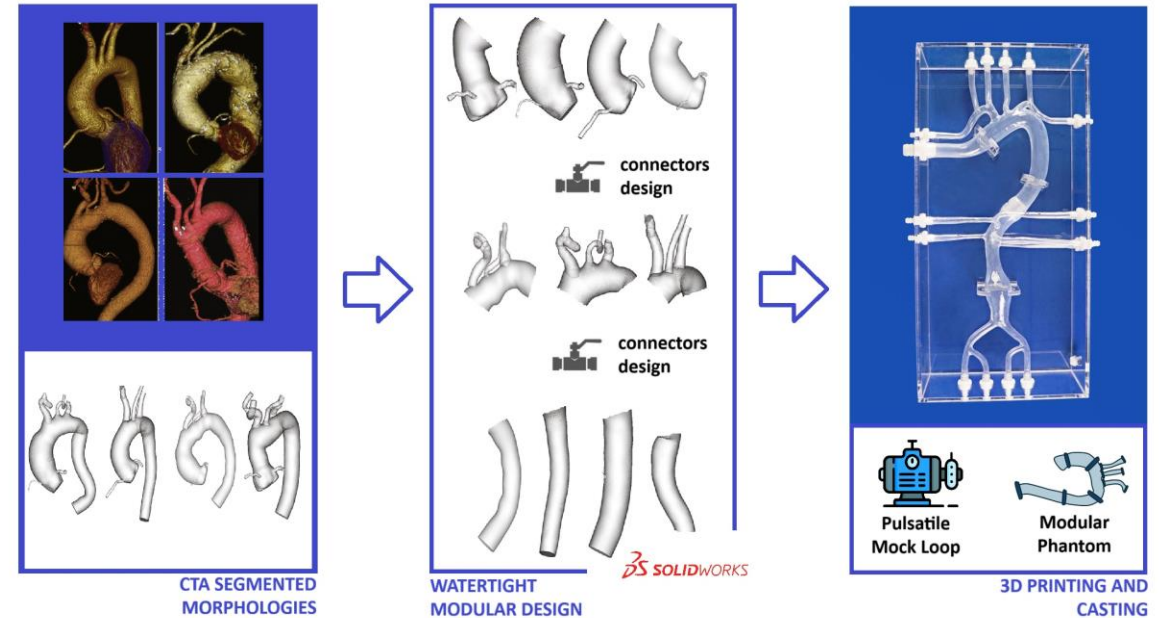 connectors
design
connectors
design
3S SOLIDWORKS
Pulsatile
Mock Loop
Modular
Phantom
CTA SEGMENTED
MORPHOLOGIES
WATERTIGHT
MODULAR DESIGN
3D PRINTING AND
CASTING